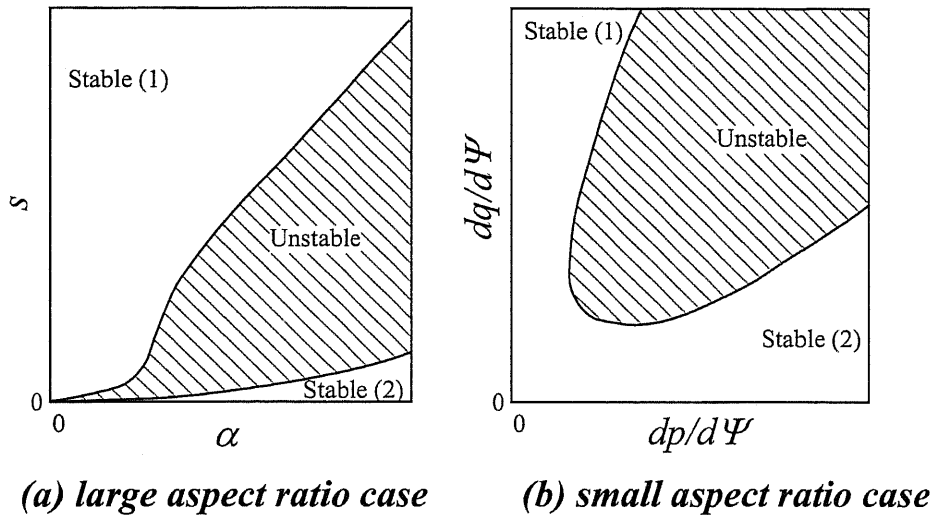 Stable (1)
Unstable
Stable (2)
s
0
0
α
(a) large aspect ratio case
Stable (1)
Unstable
Stable (2)
dq/dΨ
0
0
dp/dΨ
(b) small aspect ratio case